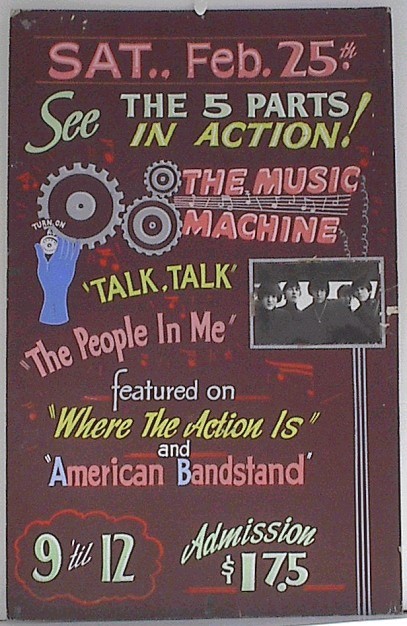 SAT., Feb. 25th.
See THE 5 PARTS
IN ACTION!
THE MUSIC
MACHINE
TURN ON
"TALK, TALK"
"The People In Me"
featured on
"Where The Action Is"
and
"American Bandstand"
9 'til 12
Admission
$1.75